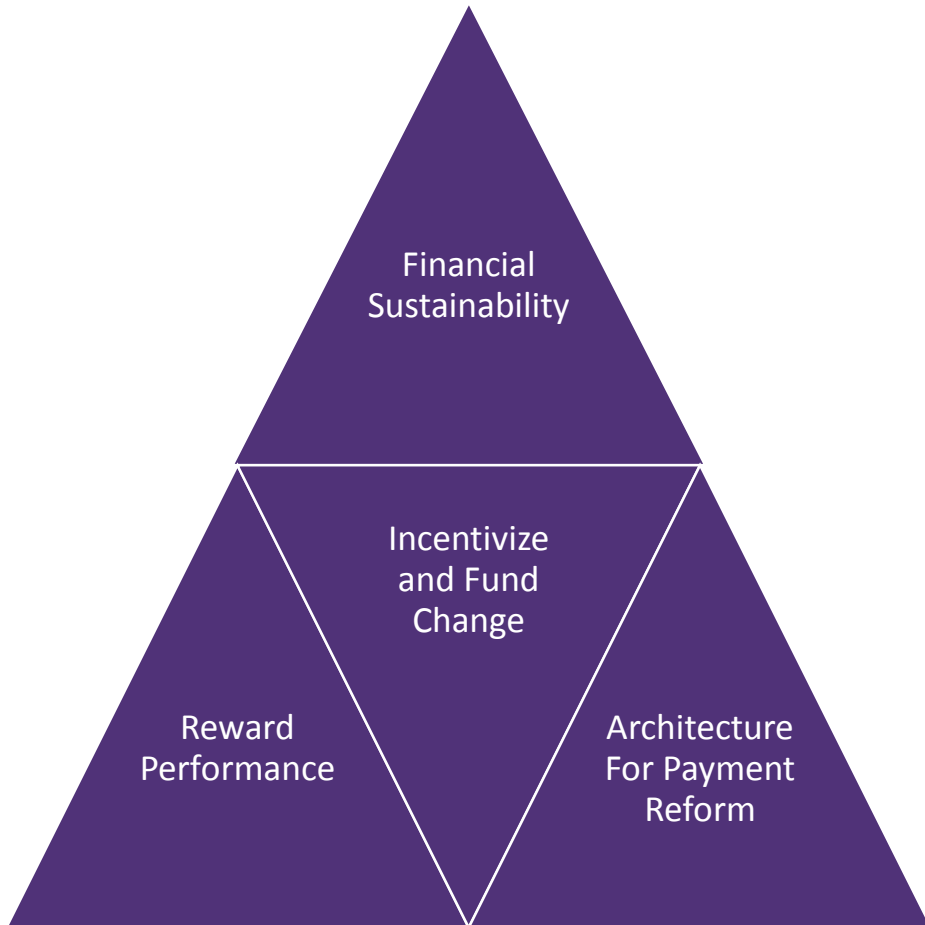 Financial
Sustainability
Incentivize
and Fund
Change
Reward
Performance
Architecture
For Payment
Reform